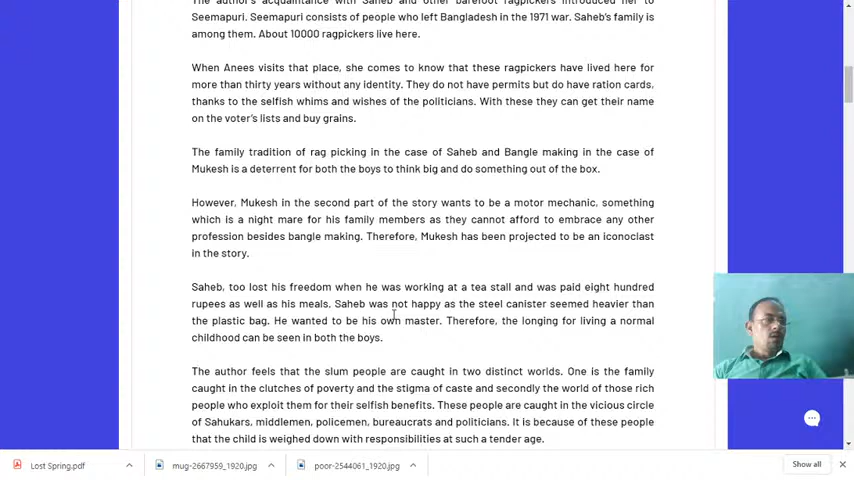 The author's acquaintance with Saheb and other barefoot ragpickers introduced her to
Seemapuri. Seemapuri consists of people who left Bangladesh in the 1971 war. Saheb's family is
among them. About 10000 ragpickers live here.
When Anees visits that place, she comes to know that these ragpickers have lived here for
more than thirty years without any identity. They do not have permits but do have ration cards,
thanks to the selfish whims and wishes of the politicians. With these they can get their name
on the voter's lists and buy grains.
The family tradition of rag picking in the case of Saheb and Bangle making in the case of
Mukesh is a deterrent for both the boys to think big and do something out of the box.
However, Mukesh in the second part of the story wants to be a motor mechanic, something
which is a night mare for his family members as they cannot afford to embrace any other
profession besides bangle making. Therefore, Mukesh has been projected to be an iconoclast
in the story.
Saheb, too lost his freedom when he was working at a tea stall and was paid eight hundred
rupees as well as his meals. Saheb was not happy as the steel canister seemed heavier than
the plastic bag. He wanted to be his own master. Therefore, the longing for living a normal
childhood can be seen in both the boys.
The author feels that the slum people are caught in two distinct worlds. One is the family
caught in the clutches of poverty and the stigma of caste and secondly the world of those rich
people who exploit them for their selfish benefits. These people are caught in the vicious circle
of Sahukars, middlemen, policemen, bureaucrats and politicians. It is because of these people
that the child is weighed down with responsibilities at such a tender age.
Lost Spring.pdf
mug-2667959_1920.jpg
poor-2544061_1920.jpg
Show all